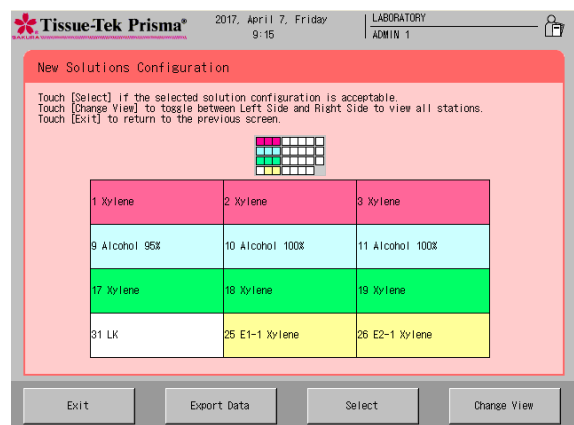 Tissue-Tek Prisma®
SAKURA
2017, April 7, Friday
9:15
LABORATORY
ADMIN 1
New Solutions Configuration
Touch [Select] if the selected solution configuration is acceptable.
Touch [Change View] to toggle between Left Side and Right Side to view all stations.
Touch [Exit] to return to the previous screen.
1 Xylene
2 Xylene
3 Xylene
9 Alcohol 95%
10 Alcohol 100%
11 Alcohol 100%
17 Xylene
18 Xylene
19 Xylene
31 LK
25 E1-1 Xylene
26 E2-1 Xylene
Exit
Export Data
Select
Change View